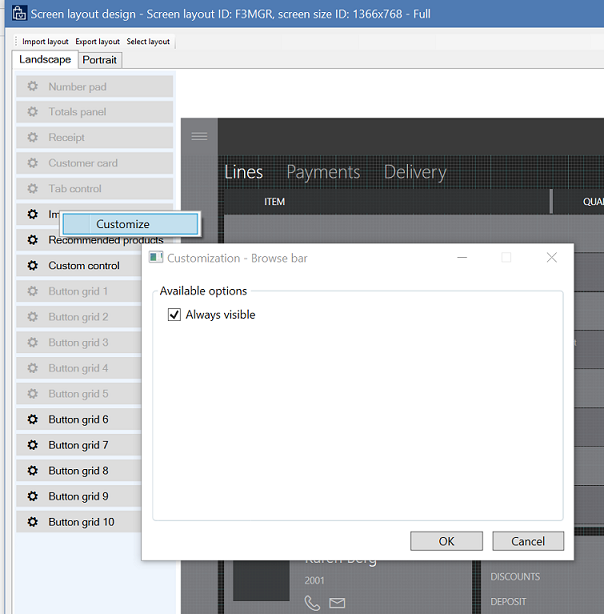 Screen layout design - Screen layout ID: F3MGR, screen size ID: 1366x768 - Full
Import layout Export layout Select layout
Landscape Portrait
Number pad
Totals panel
Receipt
Customer card
Tab control
Customize
Recommended products
Custom control
Button grid 1
Button grid 2
Button grid 3
Button grid 4
Button grid 5
Button grid 6
Button grid 7
Button grid 8
Button grid 9
Button grid 10
Lines Payments Delivery
ITEM
Customization - Browse bar
Available options
Always visible
OK Cancel
Karen Berg
2001
DISCOUNTS
DEPOSIT